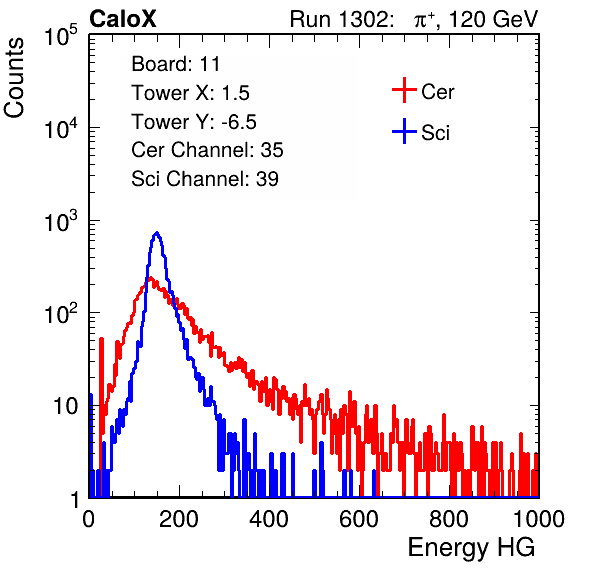 CaloX Run 1302: π⁺, 120 GeV
Board: 11
Tower X: 1.5
Tower Y: -6.5
Cer Channel: 35
Sci Channel: 39
Cer
Sci
Counts
10⁵
10⁴
10³
10²
10
1
0 200 400 600 800 1000
Energy HG